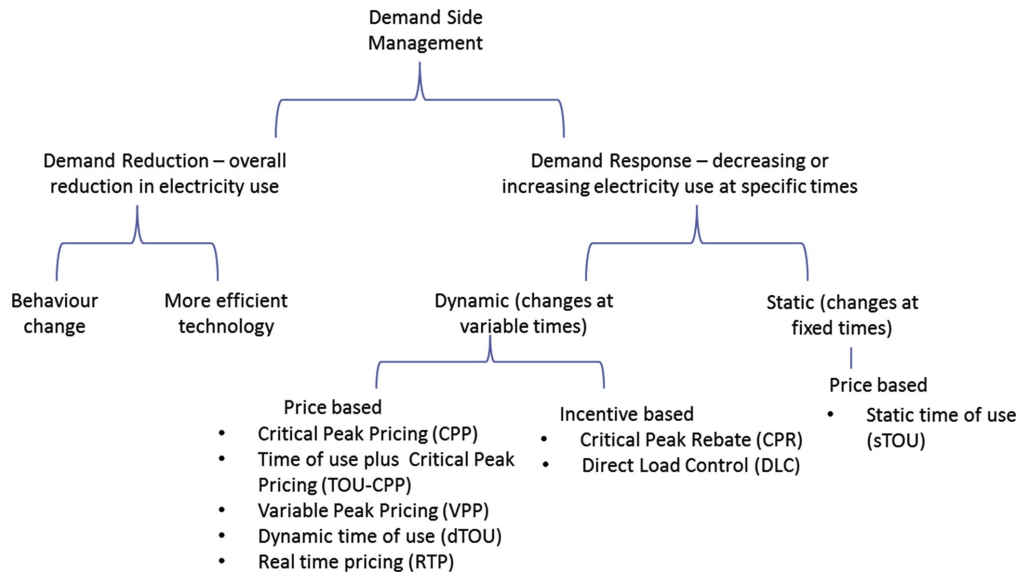 Demand Side
Management
Demand Reduction – overall
reduction in electricity use
Demand Response – decreasing or
increasing electricity use at specific times
Behaviour
change
More efficient
technology
Dynamic (changes at
variable times)
Static (changes at
fixed times)
Price based
• Critical Peak Pricing (CPP)
• Time of use plus Critical Peak
Pricing (TOU-CPP)
• Variable Peak Pricing (VPP)
• Dynamic time of use (dTOU)
• Real time pricing (RTP)
Incentive based
• Critical Peak Rebate (CPR)
• Direct Load Control (DLC)
Price based
• Static time of use
(sTOU)